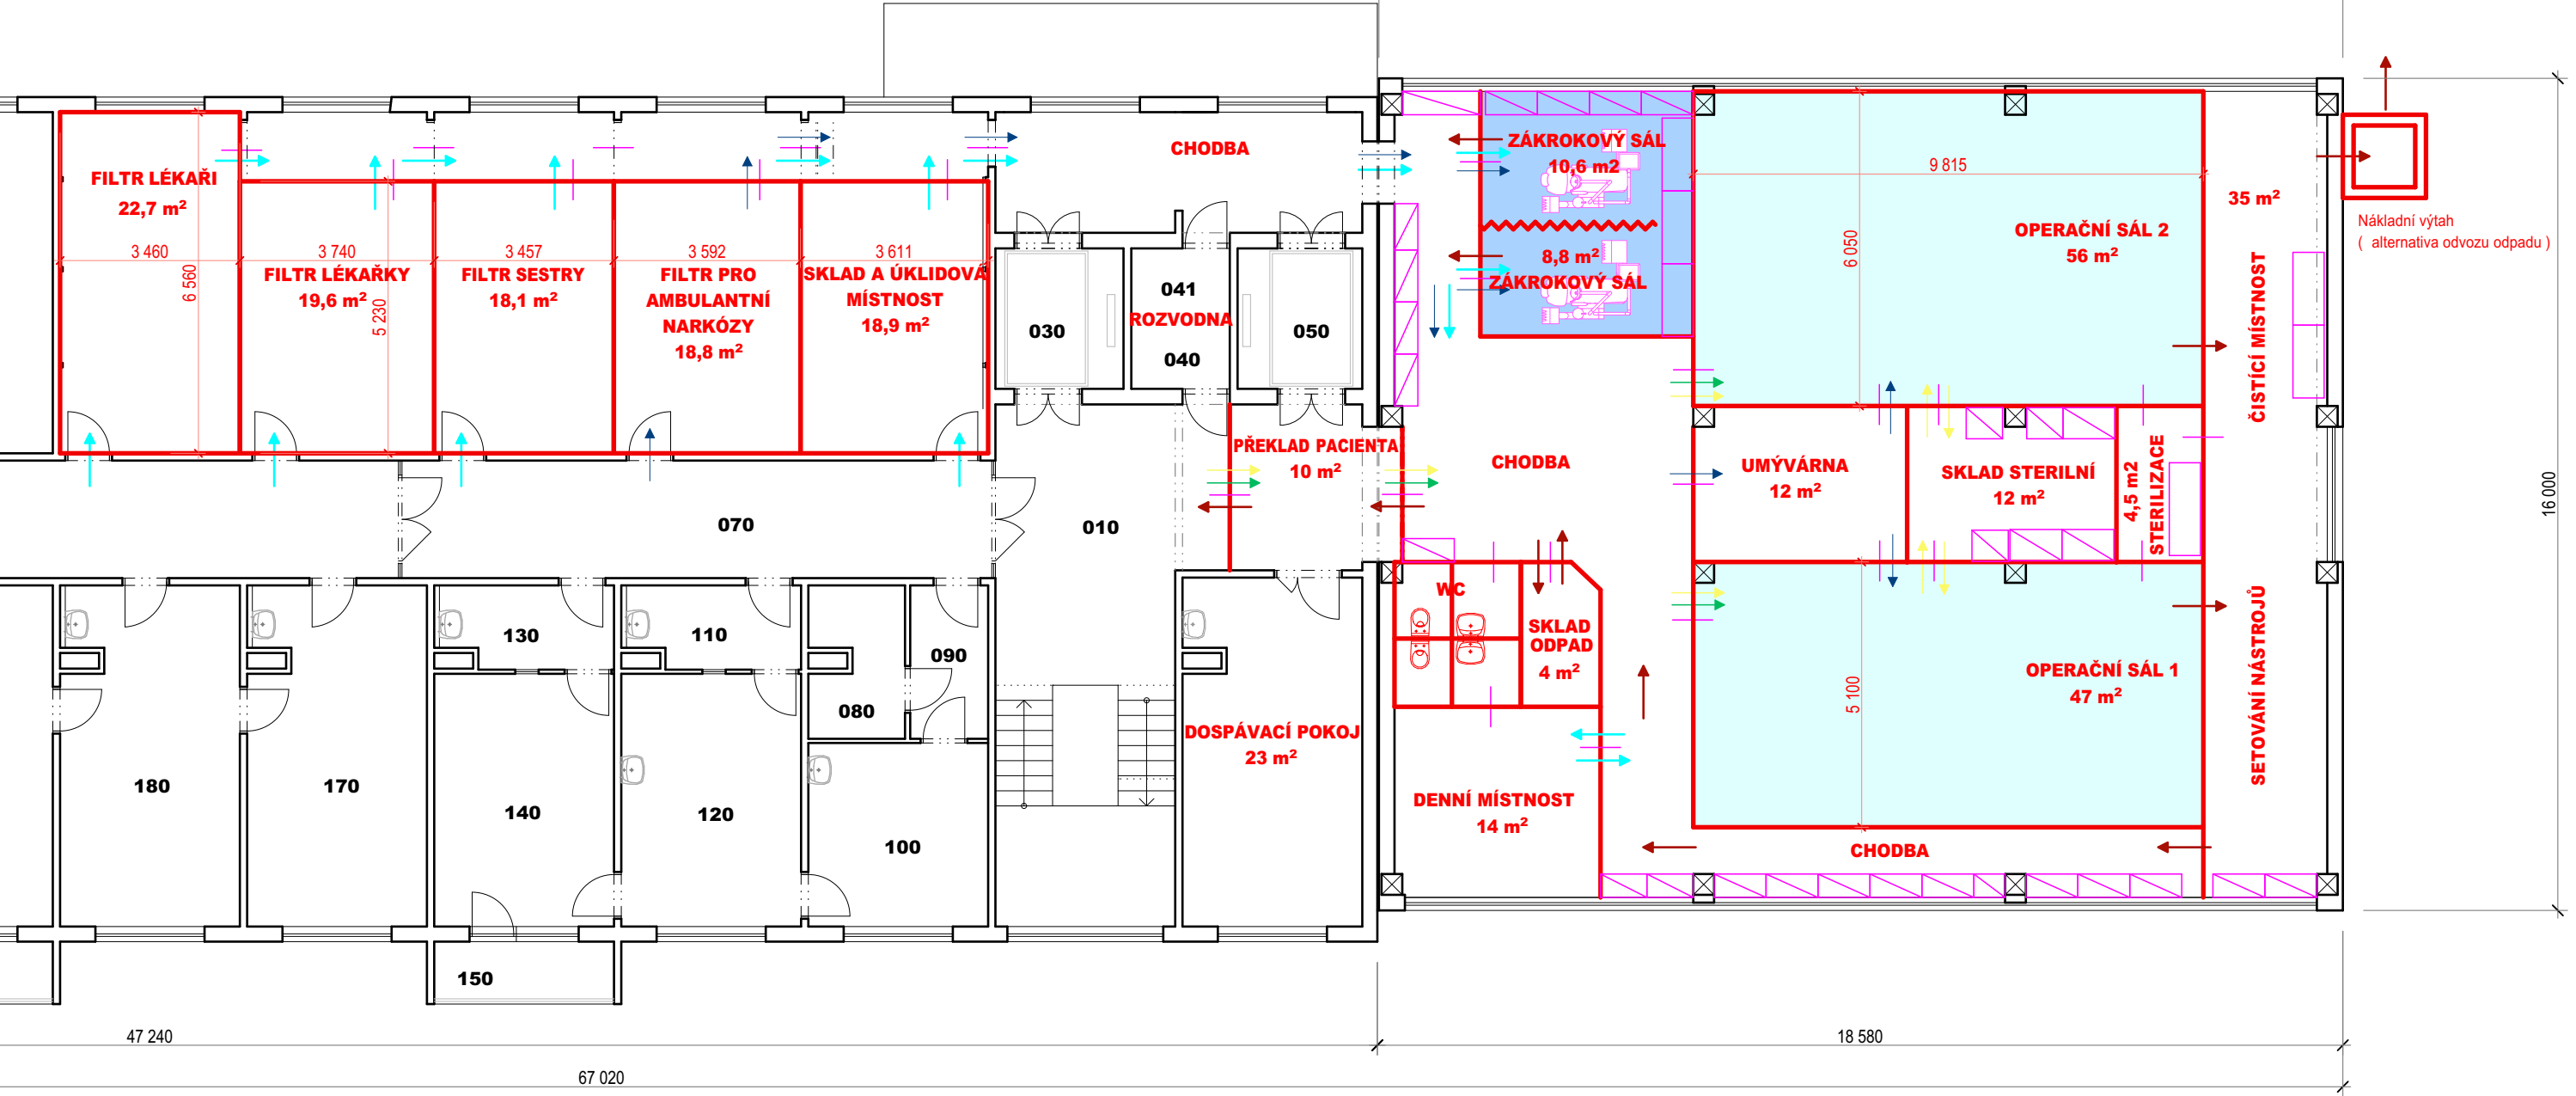 FILTR LÉKAŘI
22,7 m²
3 460
6 560
3 740
FILTR LÉKAŘKY
19,6 m²
5 230
3 457
FILTR SESTRY
18,1 m²
3 592
FILTR PRO
AMBULANTNÍ
NARKÓZY
18,8 m²
3 611
SKLAD A ÚKLIDOVÁ
MÍSTNOST
18,9 m²
CHODBA
030
041
ROZVODNA
040
050
PŘEKLAD PACIENTA
10 m²
070
010
ZÁKROKOVÝ SÁL
10,6 m2
8,8 m²
ZÁKROKOVÝ SÁL
9 815
6 050
OPERAČNÍ SÁL 2
56 m²
35 m²
ČISTÍCÍ MÍSTNOST
SETOVÁNÍ NÁSTROJŮ
Nákladní výtah
( alternativa odvozu odpadu )
16 000
CHODBA
UMÝVÁRNA
12 m²
SKLAD STERILNÍ
12 m²
4,5 m2
STERILIZACE
WC
SKLAD
ODPAD
4 m²
OPERAČNÍ SÁL 1
47 m²
5 100
DENNÍ MÍSTNOST
14 m²
CHODBA
DOSPÁVACÍ POKOJ
23 m²
130
110
090
080
180
170
140
120
100
150
47 240
18 580
67 020